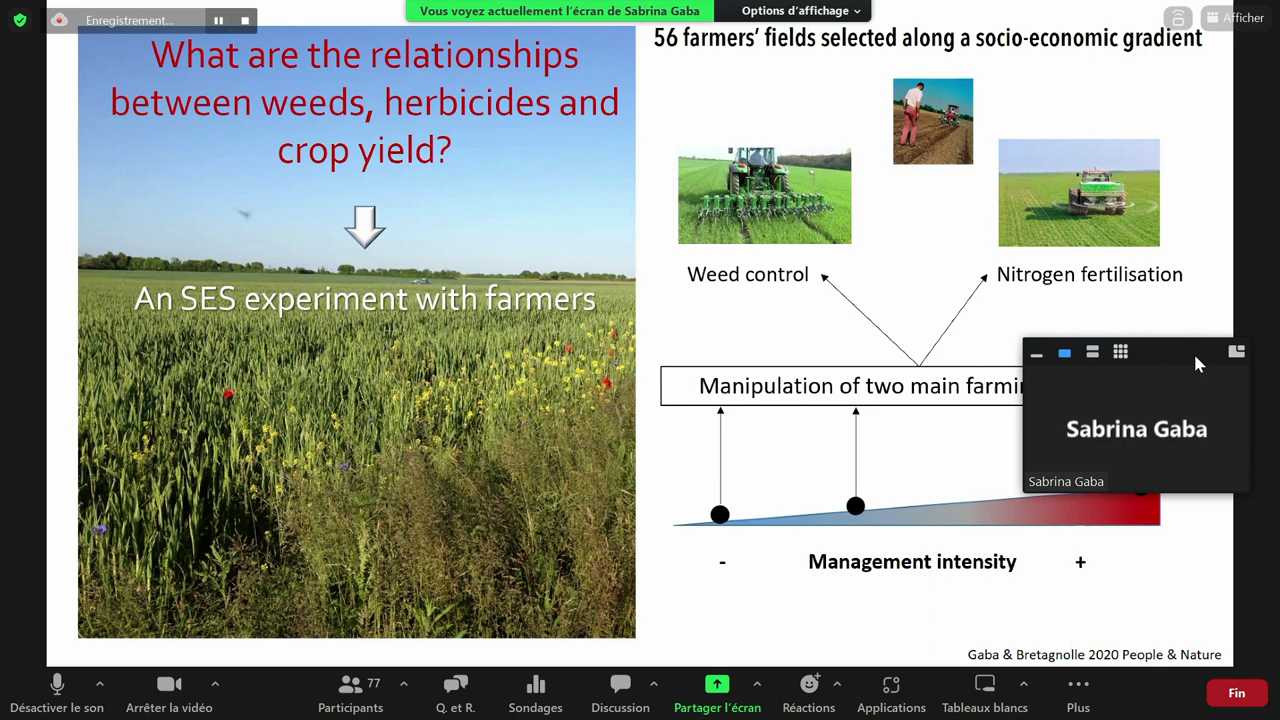 Enregistrement...
Vous voyez actuellement l'écran de Sabrina Gaba
Options d'affichage
Afficher
What are the relationships
between weeds, herbicides and
crop yield?
An SES experiment with farmers
56 farmers' fields selected along a socio-economic gradient
Weed control
Nitrogen fertilisation
Manipulation of two main farmin
Sabrina Gaba
Sabrina Gaba
- Management intensity +
Gaba & Bretagnolle 2020 People & Nature
77
Désactiver le son
Arrêter la vidéo
Participants
Q. et R.
Sondages
Discussion
Partager l'écran
Réactions
Applications
Tableaux blancs
Plus
Fin